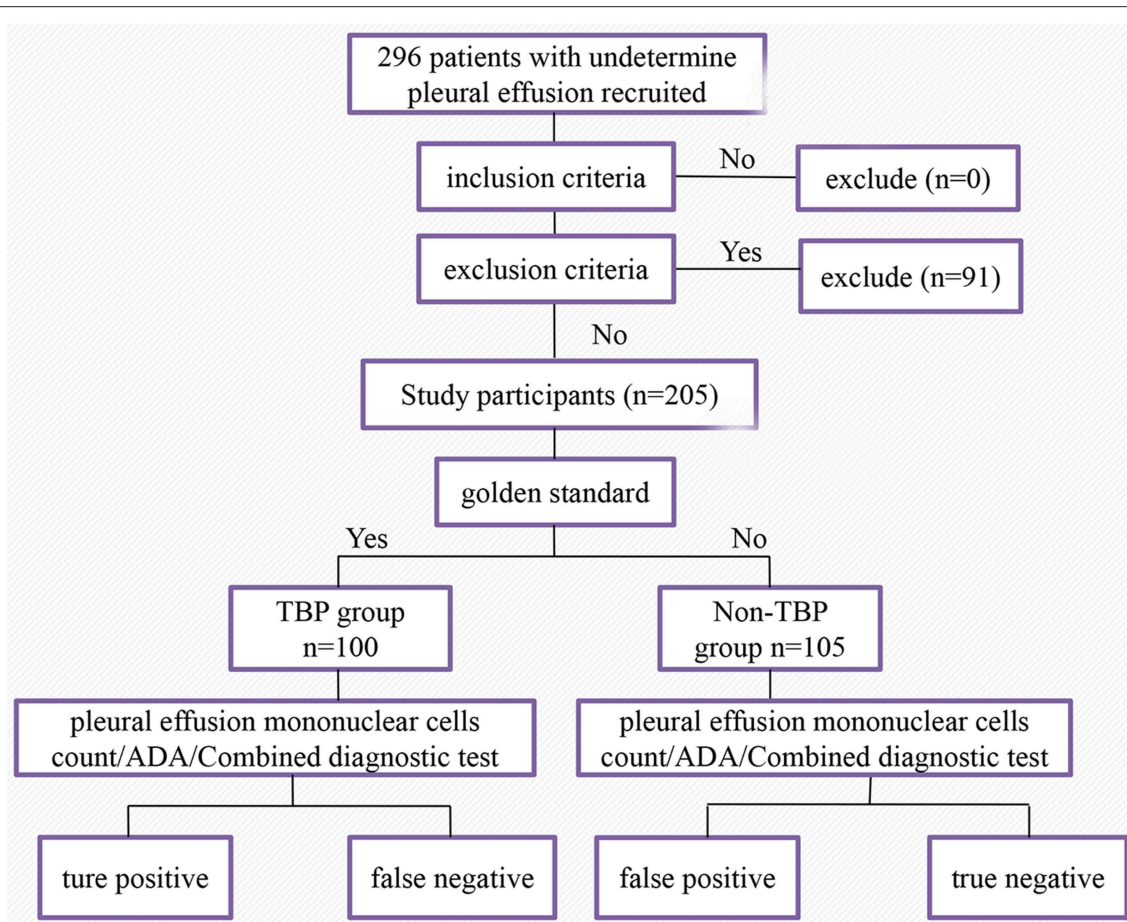 296 patients with undetermine
pleural effusion recruited
inclusion criteria
No
exclude (n=0)
exclusion criteria
Yes
exclude (n=91)
No
Study participants (n=205)
golden standard
Yes
No
TBP group
n=100
Non-TBP
group n=105
pleural effusion mononuclear cells
count/ADA/Combined diagnostic test
pleural effusion mononuclear cells
count/ADA/Combined diagnostic test
ture positive
false negative
false positive
true negative